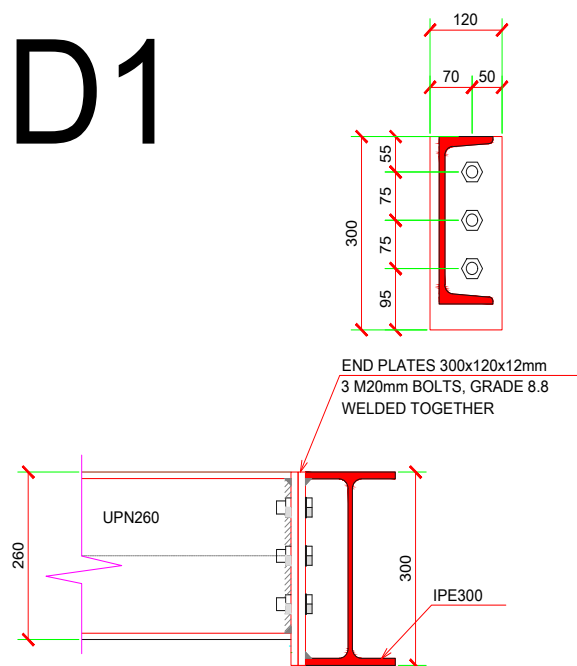 D1
120
70 50
55
75
300
75
95
END PLATES 300x120x12mm
3 M20mm BOLTS, GRADE 8.8
WELDED TOGETHER
UPN260
260
300
IPE300